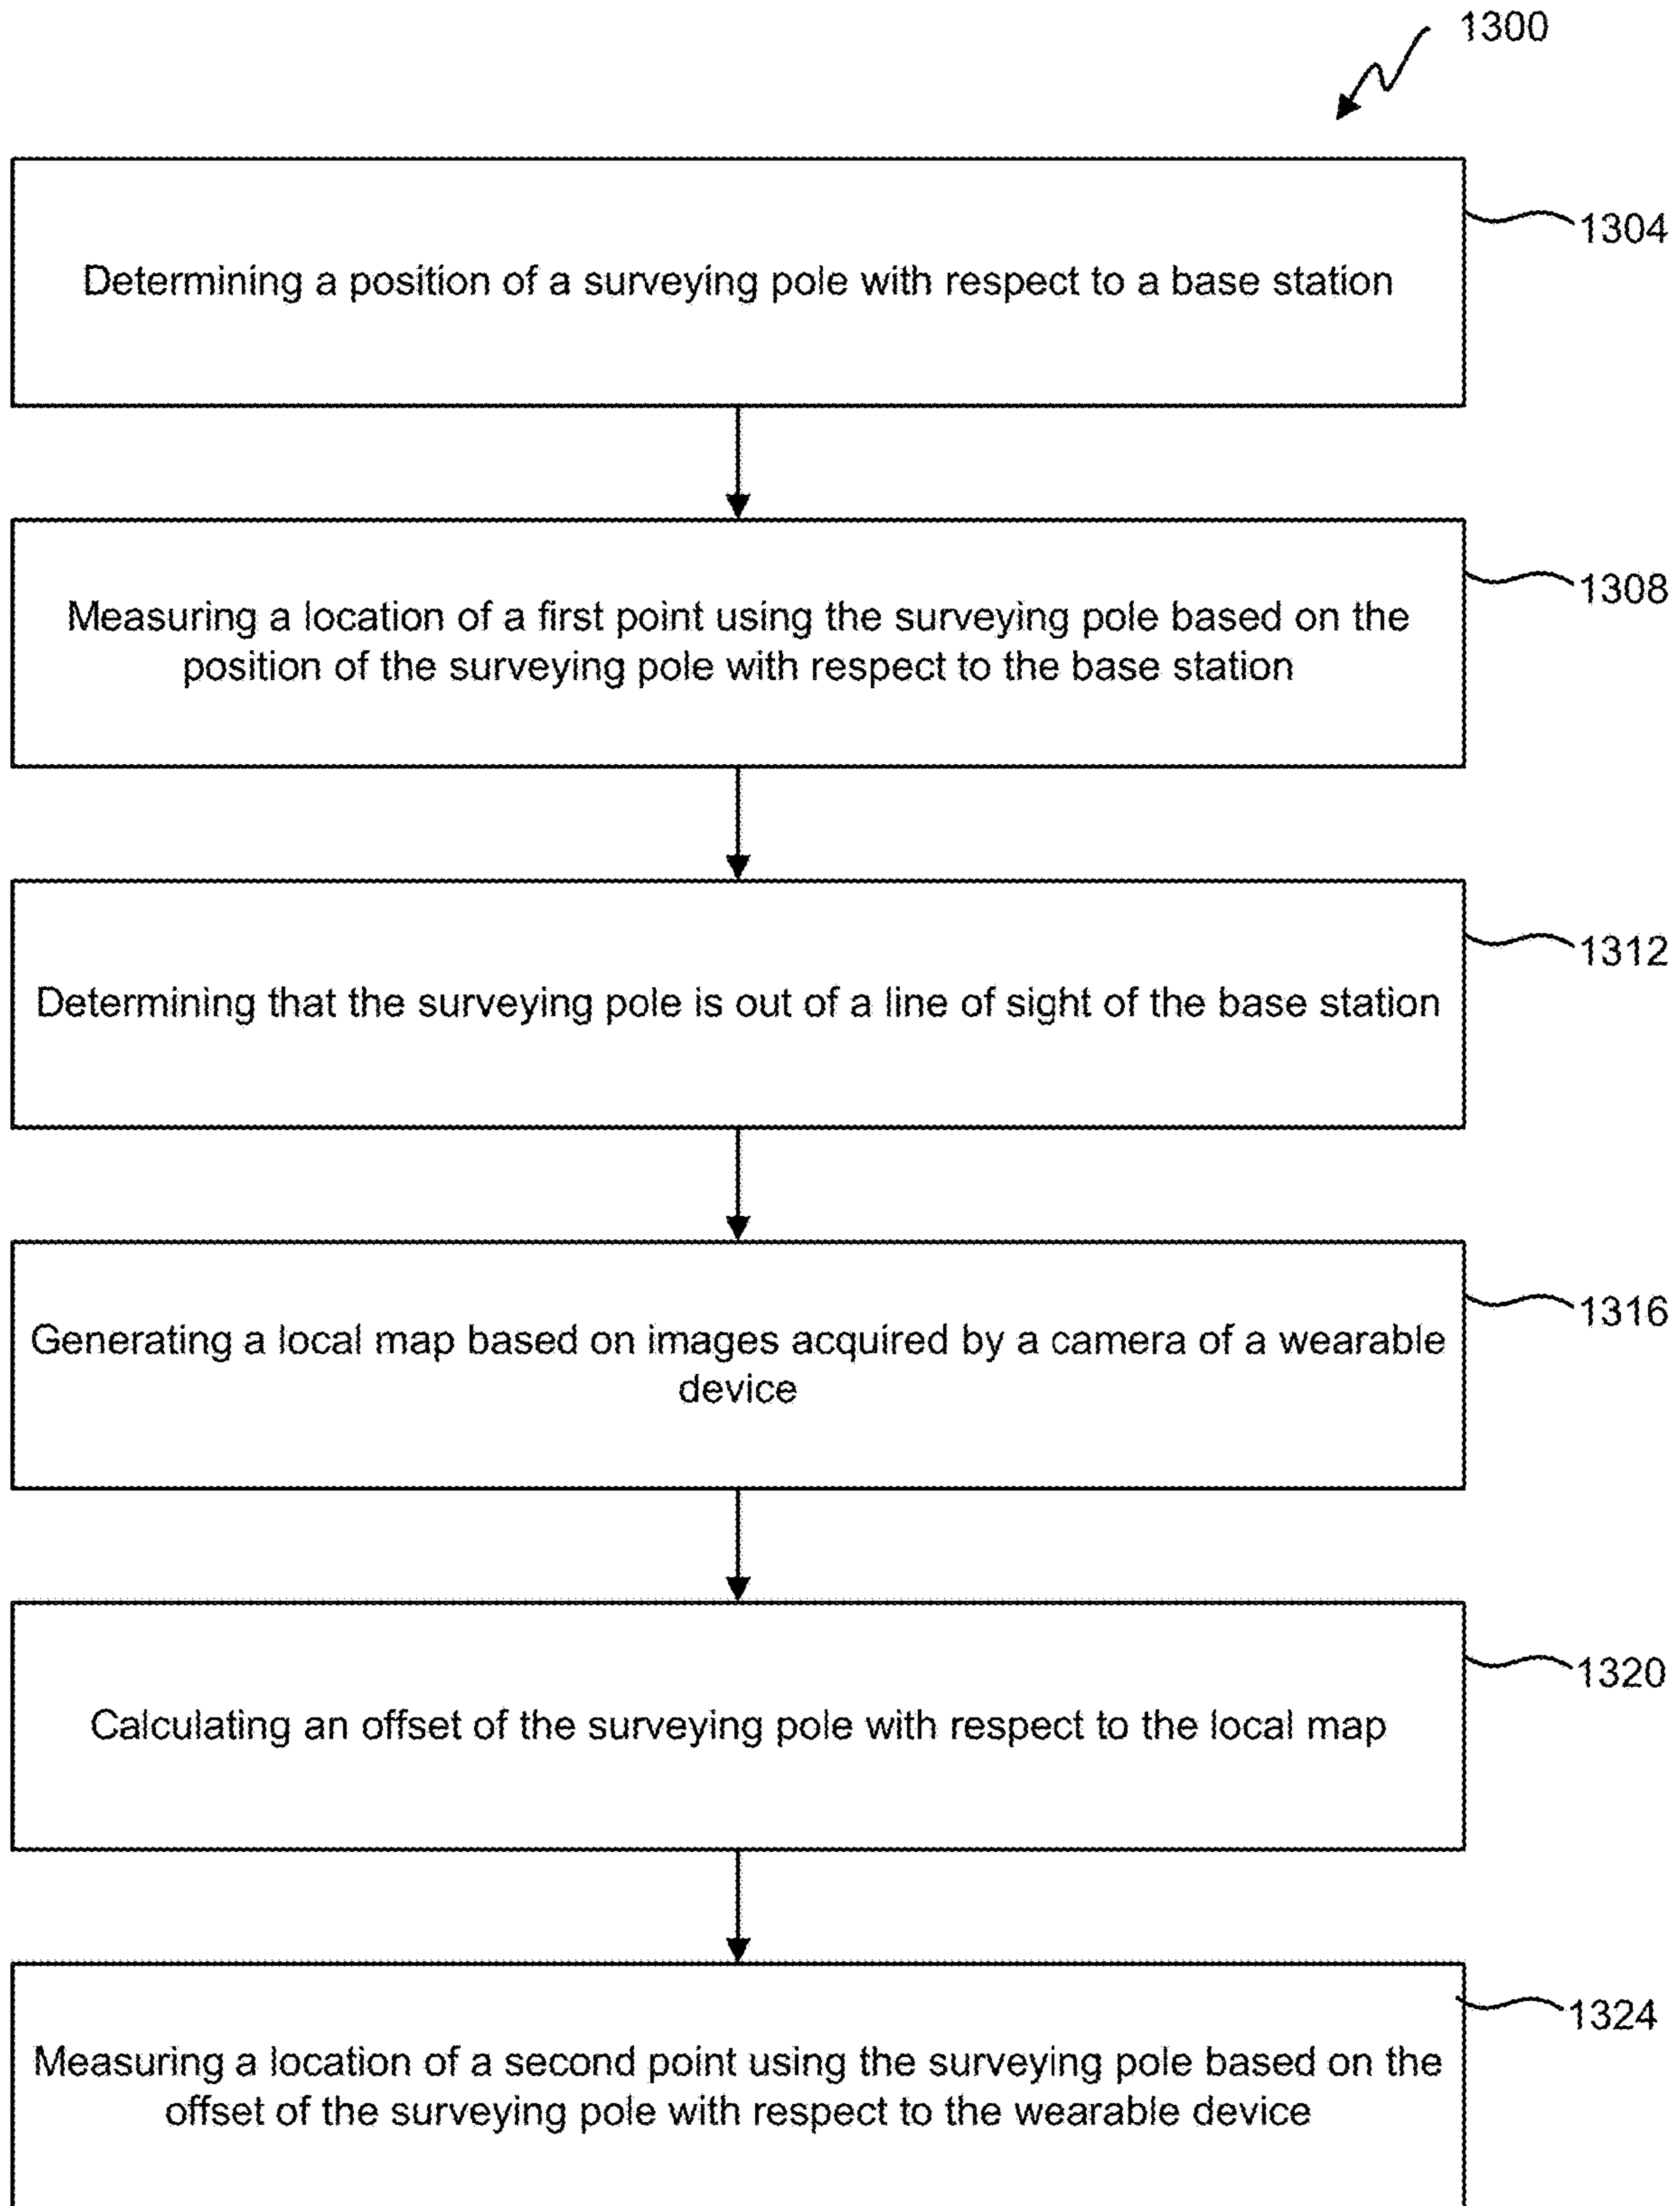 1300
Determining a position of a surveying pole with respect to a base station
1304
Measuring a location of a first point using the surveying pole based on the
position of the surveying pole with respect to the base station
1308
Determining that the surveying pole is out of a line of sight of the base station
1312
Generating a local map based on images acquired by a camera of a wearable
device
1316
Calculating an offset of the surveying pole with respect to the local map
1320
Measuring a location of a second point using the surveying pole based on the
offset of the surveying pole with respect to the wearable device
1324